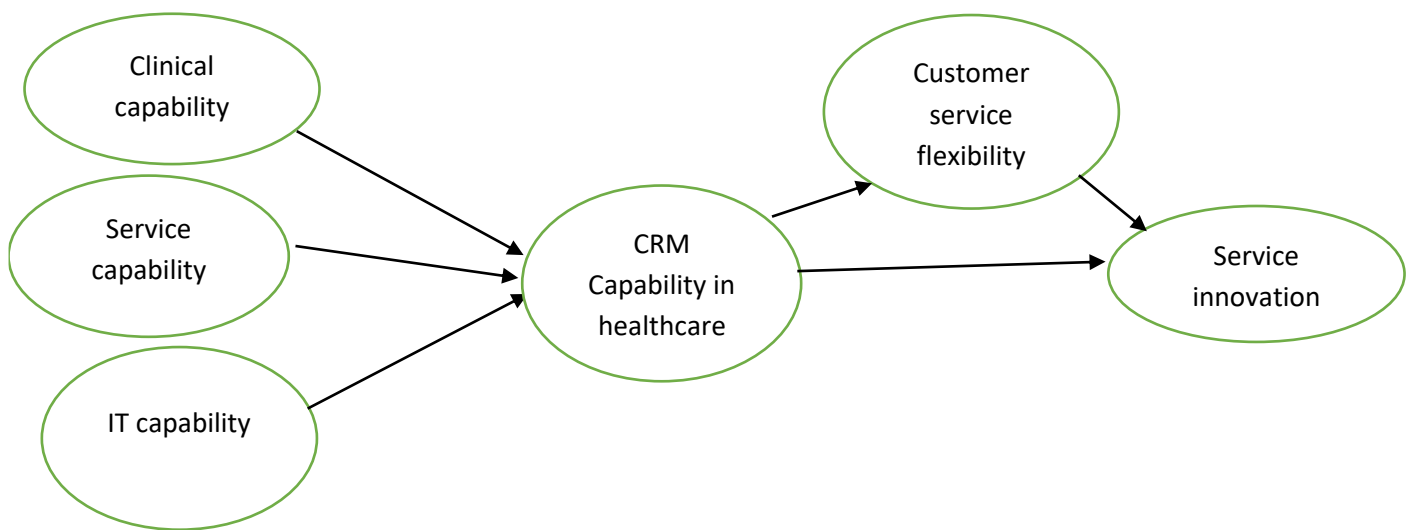 Clinical
capability
Service
capability
IT capability
CRM
Capability in
healthcare
Customer
service
flexibility
Service
innovation